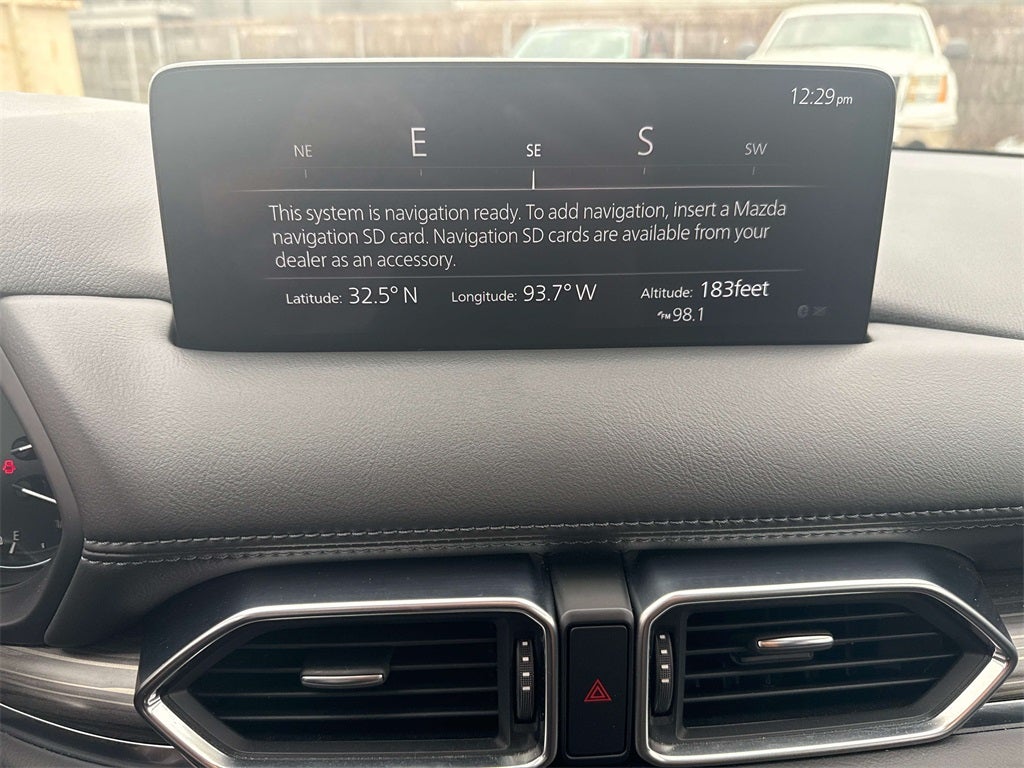 12:29pm
NE E SE S SW
This system is navigation ready. To add navigation, insert a Mazda
navigation SD card. Navigation SD cards are available from your
dealer as an accessory.
Latitude: 32.5° N Longitude: 93.7° W Altitude: 183feet
FM 98.1
E